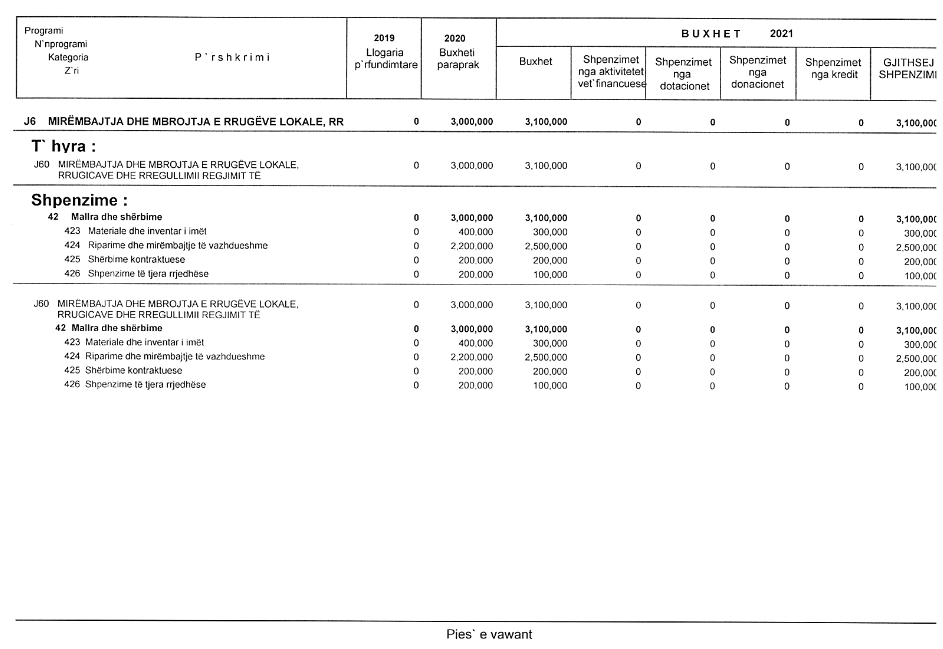 Programi
N`nprogrami
Kategoria
Z`ri
P`rshkrimi
2019
Llogaria
p`rfundimtare
2020
Buxheti
paraprak
BUXHET 2021
Buxhet
Shpenzimet
nga aktivitetet
vet`financuese
Shpenzimet
nga
dotacionet
Shpenzimet
nga
donacionet
Shpenzimet
nga kredit
GJITHSEJ
SHPENZIMI
J6 MIRËMBAJTJA DHE MBROJTJA E RRUGËVE LOKALE, RR 0 3,000,000 3,100,000 0 0 0 0 3,100,000
T` hyra :
J60 MIRËMBAJTJA DHE MBROJTJA E RRUGËVE LOKALE, 0 3,000,000 3,100,000 0 0 0 0 3,100,000
RRUGICAVE DHE RREGULLIMII REGJIMIT TË
Shpenzime :
42 Mallra dhe shërbime 0 3,000,000 3,100,000 0 0 0 0 3,100,000
423 Materiale dhe inventar i imët 0 400,000 300,000 0 0 0 0 300,000
424 Riparime dhe mirëmbajtje të vazhdueshme 0 2,200,000 2,500,000 0 0 0 0 2,500,000
425 Shërbime kontraktuese 0 200,000 200,000 0 0 0 0 200,000
426 Shpenzime të tjera rrjedhëse 0 200,000 100,000 0 0 0 0 100,000
J60 MIRËMBAJTJA DHE MBROJTJA E RRUGËVE LOKALE, 0 3,000,000 3,100,000 0 0 0 0 3,100,000
RRUGICAVE DHE RREGULLIMII REGJIMIT TË
42 Mallra dhe shërbime 0 3,000,000 3,100,000 0 0 0 0 3,100,000
423 Materiale dhe inventar i imët 0 400,000 300,000 0 0 0 0 300,000
424 Riparime dhe mirëmbajtje të vazhdueshme 0 2,200,000 2,500,000 0 0 0 0 2,500,000
425 Shërbime kontraktuese 0 200,000 200,000 0 0 0 0 200,000
426 Shpenzime të tjera rrjedhëse 0 200,000 100,000 0 0 0 0 100,000
Pies` e vawant